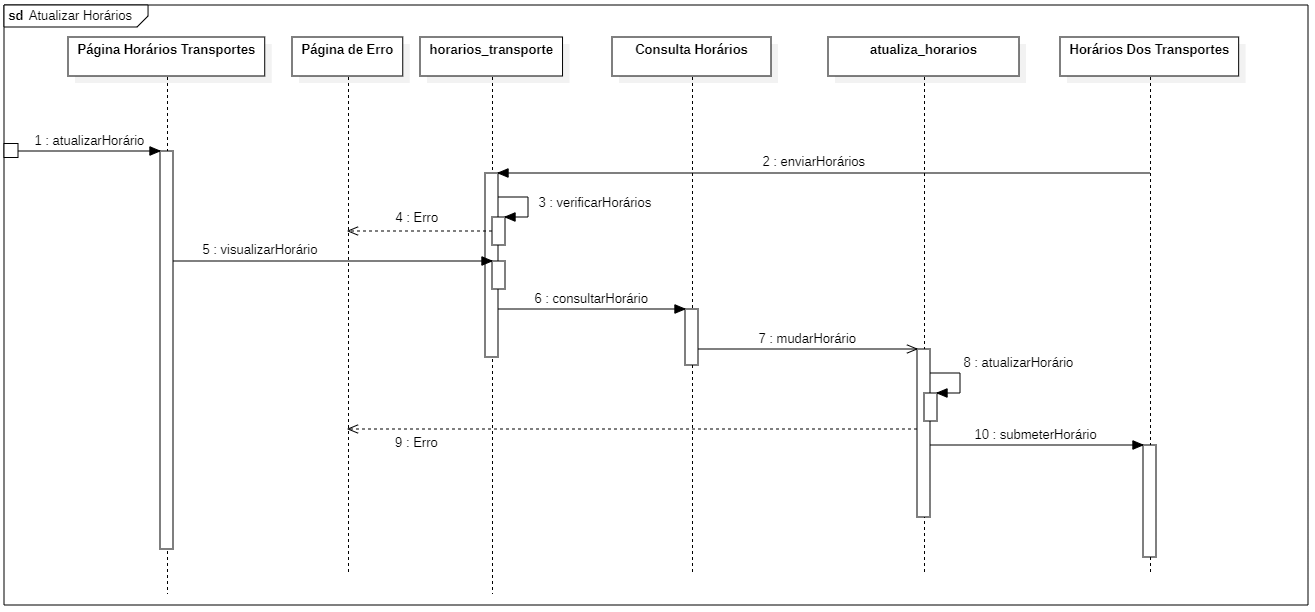 sd Atualizar Horários
Página Horários Transportes
Página de Erro
horarios_transporte
Consulta Horários
atualiza_horarios
Horários Dos Transportes
1 : atualizarHorário
2 : enviarHorários
3 : verificarHorários
4 : Erro
5 : visualizarHorário
6 : consultarHorário
7 : mudarHorário
8 : atualizarHorário
9 : Erro
10 : submeterHorário